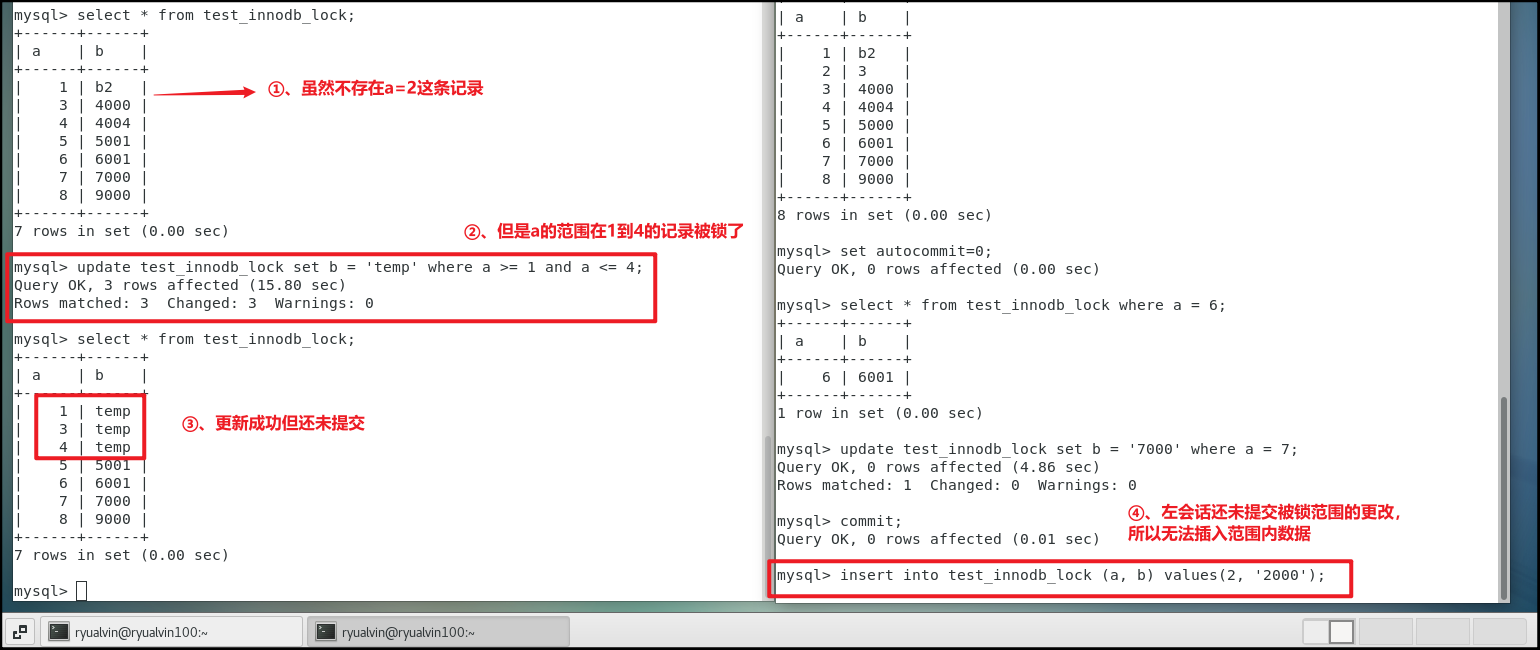 mysql> select * from test_innodb_lock;
+------+------+
| a    | b    |
+------+------+
|    1 | b2   |
|    3 | 4000 |
|    4 | 4004 |
|    5 | 5001 |
|    6 | 6001 |
|    7 | 7000 |
|    8 | 9000 |
+------+------+
7 rows in set (0.00 sec)
①、虽然不存在a=2这条记录
②、但是a的范围在1到4的记录被锁了
mysql> update test_innodb_lock set b = 'temp' where a >= 1 and a <= 4;
Query OK, 3 rows affected (15.80 sec)
Rows matched: 3  Changed: 3  Warnings: 0
mysql> select * from test_innodb_lock;
+------+------+
| a    | b    |
+------+------+
|    1 | temp |
|    3 | temp |
|    4 | temp |
|    5 | 5001 |
|    6 | 6001 |
|    7 | 7000 |
|    8 | 9000 |
+------+------+
7 rows in set (0.00 sec)
③、更新成功但还未提交
mysql>
| a    | b    |
+------+------+
|    1 | b2   |
|    2 | 3    |
|    3 | 4000 |
|    4 | 4004 |
|    5 | 5000 |
|    6 | 6001 |
|    7 | 7000 |
|    8 | 9000 |
+------+------+
8 rows in set (0.00 sec)
mysql> set autocommit=0;
Query OK, 0 rows affected (0.00 sec)
mysql> select * from test_innodb_lock where a = 6;
+------+------+
| a    | b    |
+------+------+
|    6 | 6001 |
+------+------+
1 row in set (0.00 sec)
mysql> update test_innodb_lock set b = '7000' where a = 7;
Query OK, 0 rows affected (4.86 sec)
Rows matched: 1  Changed: 0  Warnings: 0
mysql> commit;
Query OK, 0 rows affected (0.01 sec)
④、左会话还未提交被锁范围的更改,
所以无法插入范围内数据
mysql> insert into test_innodb_lock (a, b) values(2, '2000');
ryualvin@ryualvin100:~
ryualvin@ryualvin100:~